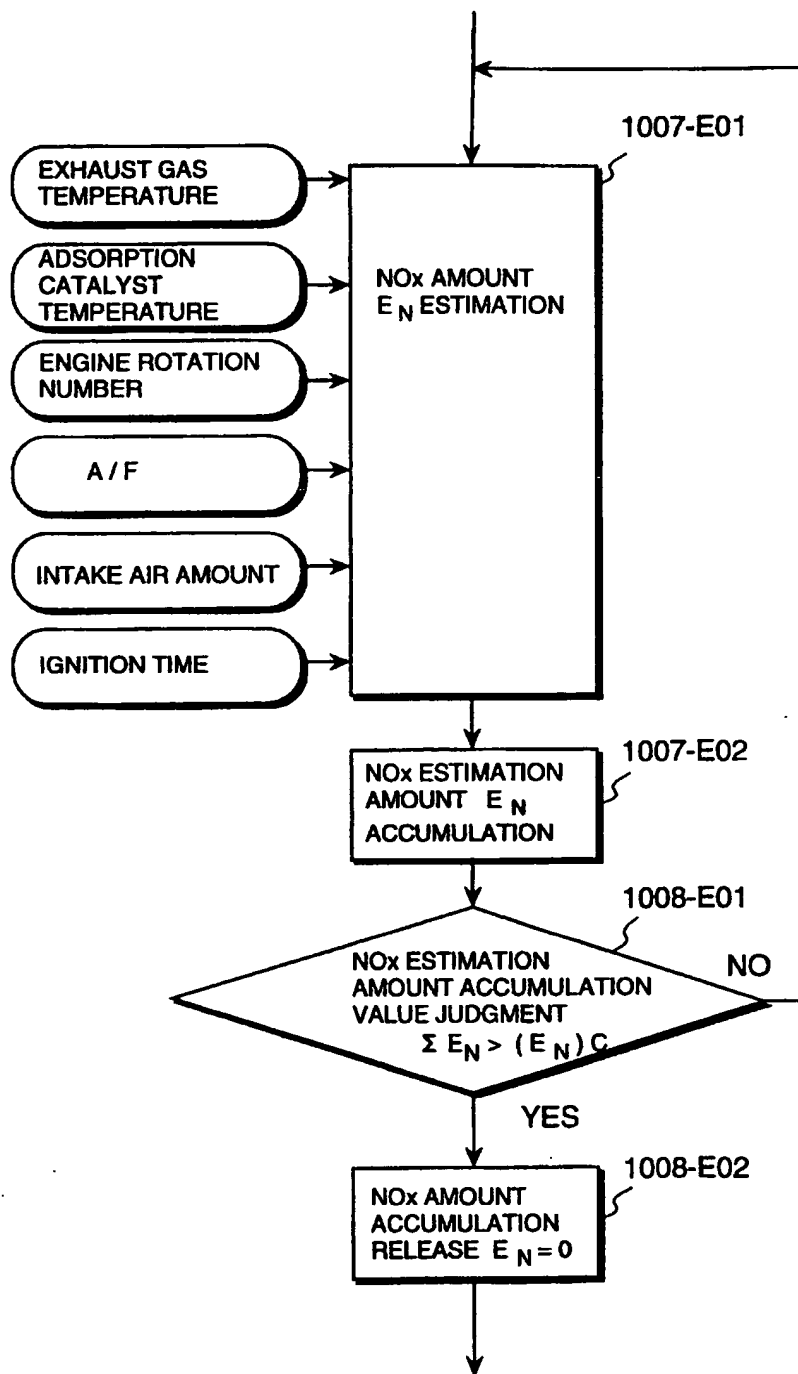 1007-E01
EXHAUST GAS
TEMPERATURE
ADSORPTION
CATALYST
TEMPERATURE
NOx AMOUNT
E N ESTIMATION
ENGINE ROTATION
NUMBER
A / F
INTAKE AIR AMOUNT
IGNITION TIME
1007-E02
NOx ESTIMATION
AMOUNT E N
ACCUMULATION
1008-E01
NOx ESTIMATION
AMOUNT ACCUMULATION
VALUE JUDGMENT
Σ E N > ( E N ) C
NO
YES
1008-E02
NOx AMOUNT
ACCUMULATION
RELEASE E N = 0